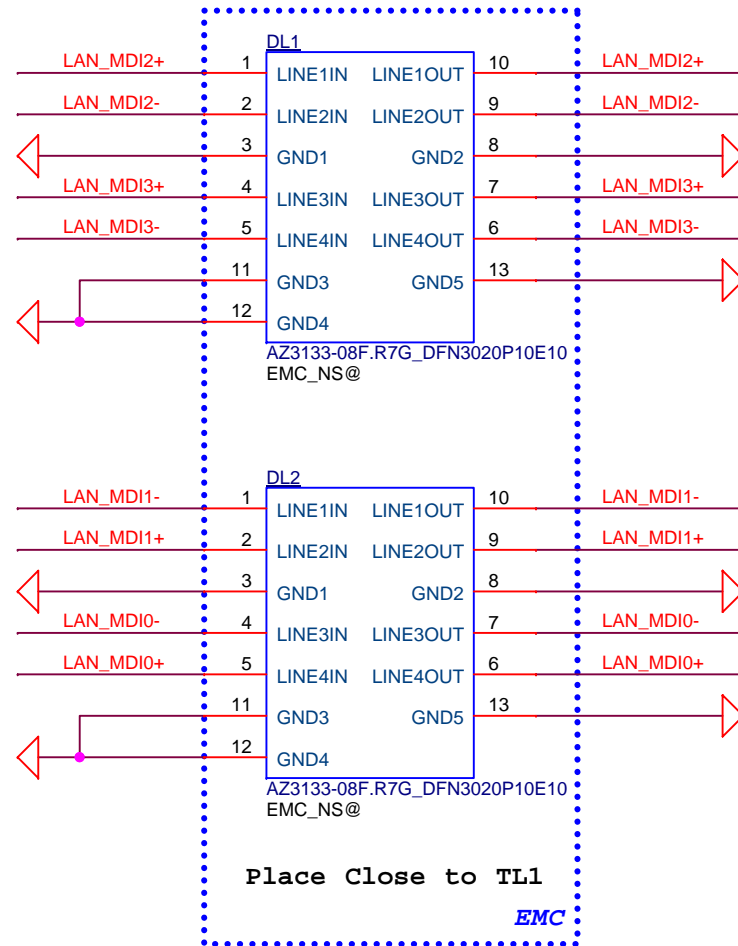 DL1
LAN_MDI2+ 1 LINE1IN LINE1OUT 10 LAN_MDI2+
LAN_MDI2- 2 LINE2IN LINE2OUT 9 LAN_MDI2-
3 GND1 GND2 8
LAN_MDI3+ 4 LINE3IN LINE3OUT 7 LAN_MDI3+
LAN_MDI3- 5 LINE4IN LINE4OUT 6 LAN_MDI3-
11 GND3 GND5 13
12 GND4
AZ3133-08F.R7G_DFN3020P10E10
EMC_NS@
DL2
LAN_MDI1- 1 LINE1IN LINE1OUT 10 LAN_MDI1-
LAN_MDI1+ 2 LINE2IN LINE2OUT 9 LAN_MDI1+
3 GND1 GND2 8
LAN_MDI0- 4 LINE3IN LINE3OUT 7 LAN_MDI0-
LAN_MDI0+ 5 LINE4IN LINE4OUT 6 LAN_MDI0+
11 GND3 GND5 13
12 GND4
AZ3133-08F.R7G_DFN3020P10E10
EMC_NS@
Place Close to TL1
EMC